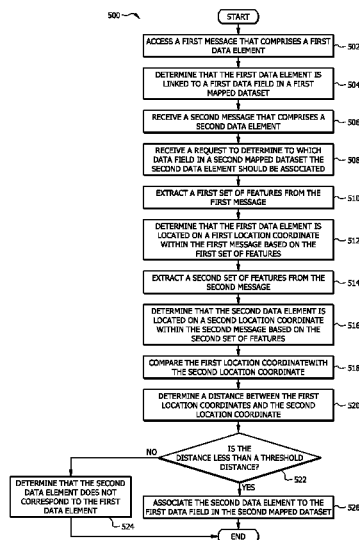 500
START
ACCESS A FIRST MESSAGE THAT COMPRISES A FIRST
DATA ELEMENT
502
DETERMINE THAT THE FIRST DATA ELEMENT IS
LINKED TO A FIRST DATA FIELD IN A FIRST
MAPPED DATASET
504
RECEIVE A SECOND MESSAGE THAT COMPRISES A
SECOND DATA ELEMENT
506
RECEIVE A REQUEST TO DETERMINE TO WHICH
DATA FIELD IN A SECOND MAPPED DATASET THE
SECOND DATA ELEMENT SHOULD BE ASSOCIATED
508
EXTRACT A FIRST SET OF FEATURES FROM THE
FIRST MESSAGE
510
DETERMINE THAT THE FIRST DATA ELEMENT IS
LOCATED ON A FIRST LOCATION COORDINATE
WITHIN THE FIRST MESSAGE BASED ON THE
FIRST SET OF FEATURES
512
EXTRACT A SECOND SET OF FEATURES FROM THE
SECOND MESSAGE
514
DETERMINE THAT THE SECOND DATA ELEMENT IS
LOCATED ON A SECOND LOCATION COORDINATE
WITHIN THE SECOND MESSAGE BASED ON THE
SECOND SET OF FEATURES
516
COMPARE THE FIRST LOCATION COORDINATEWITH
THE SECOND LOCATION COORDINATE
518
DETERMINE A DISTANCE BETWEEN THE FIRST
LOCATION COORDINATES AND THE SECOND
LOCATION COORDINATE
520
IS THE
DISTANCE LESS THAN A THRESHOLD
DISTANCE?
522
NO
YES
DETERMINE THAT THE SECOND
DATA ELEMENT DOES NOT
CORRESPOND TO THE FIRST
DATA ELEMENT
524
ASSOCIATE THE SECOND DATA ELEMENT TO THE
FIRST DATA FIELD IN THE SECOND MAPPED DATASET
526
END